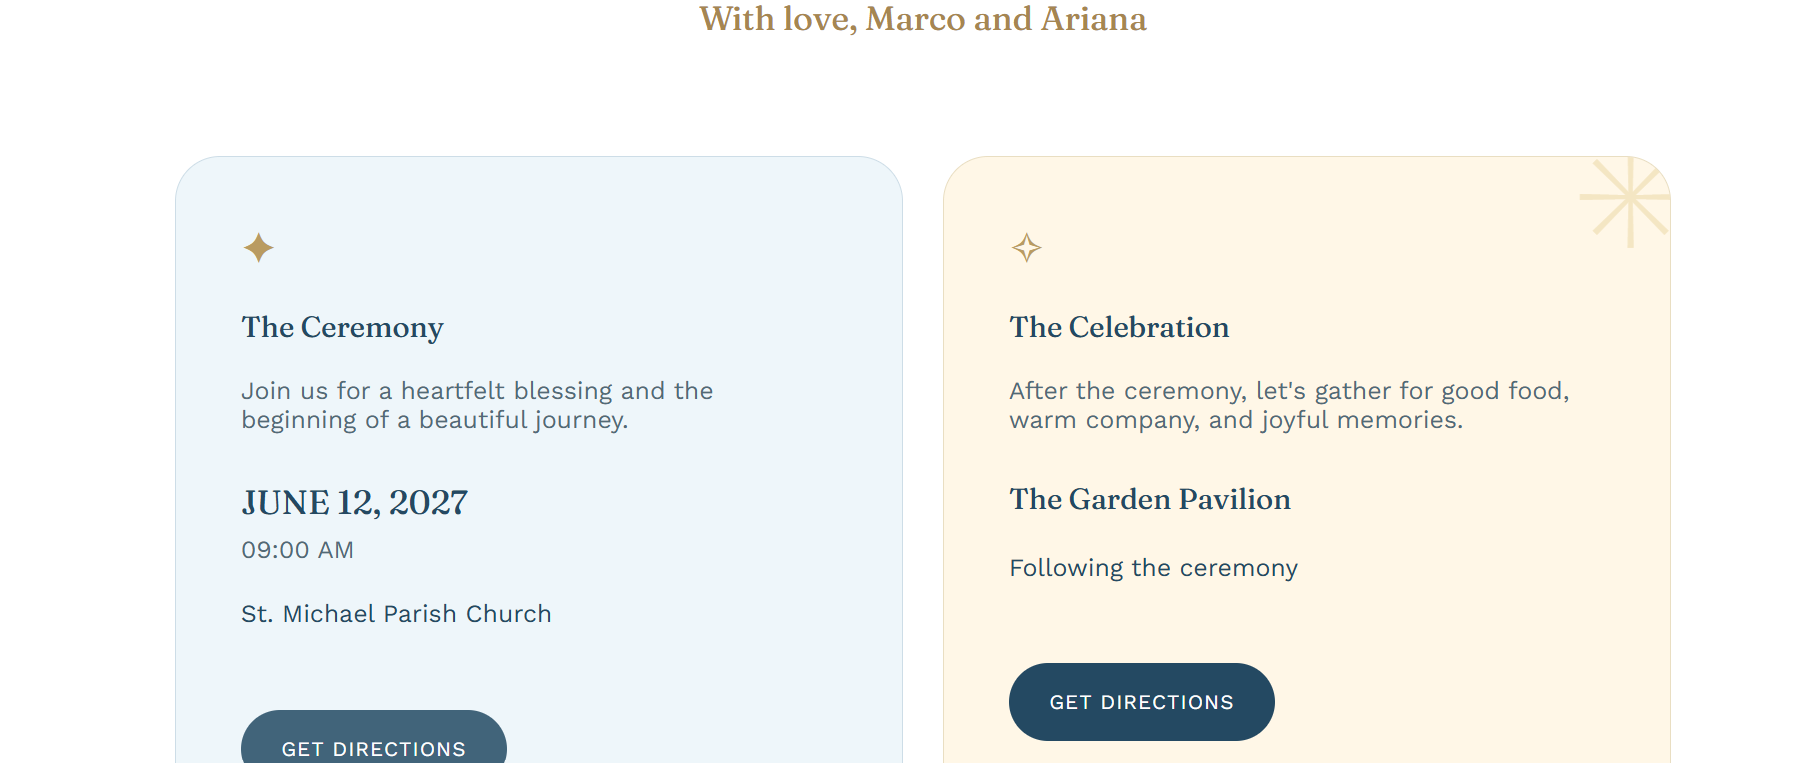 With love, Marco and Ariana
The Ceremony
Join us for a heartfelt blessing and the
beginning of a beautiful journey.
JUNE 12, 2027
09:00 AM
St. Michael Parish Church
GET DIRECTIONS
The Celebration
After the ceremony, let's gather for good food,
warm company, and joyful memories.
The Garden Pavilion
Following the ceremony
GET DIRECTIONS